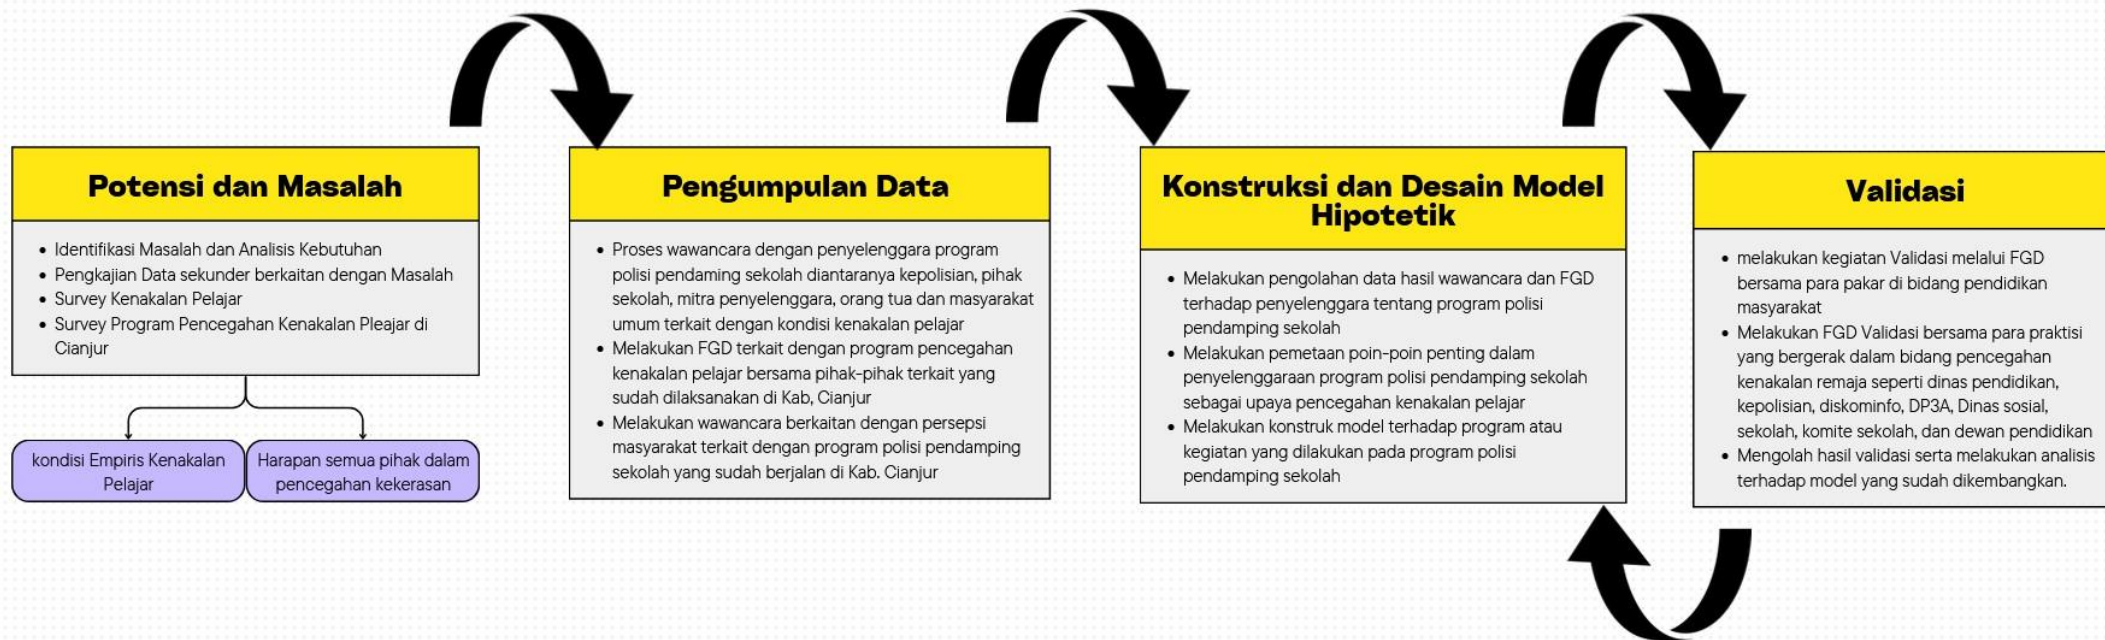 Potensi dan Masalah
• Identifikasi Masalah dan Analisis Kebutuhan
• Pengkajian Data sekunder berkaitan dengan Masalah
• Survey Kenakalan Pelajar
• Survey Program Pencegahan Kenakalan Pleajar di
Cianjur
kondisi Empiris Kenakalan
Pelajar
Harapan semua pihak dalam
pencegahan kekerasan
Pengumpulan Data
• Proses wawancara dengan penyelenggara program
polisi pendaming sekolah diantaranya kepolisian, pihak
sekolah, mitra penyelenggara, orang tua dan masyarakat
umum terkait dengan kondisi kenakalan pelajar
• Melakukan FGD terkait dengan program pencegahan
kenakalan pelajar bersama pihak-pihak terkait yang
sudah dilaksanakan di Kab, Cianjur
• Melakukan wawancara berkaitan dengan persepsi
masyarakat terkait dengan program polisi pendamping
sekolah yang sudah berjalan di Kab. Cianjur
Konstruksi dan Desain Model
Hipotetik
• Melakukan pengolahan data hasil wawancara dan FGD
terhadap penyelenggara tentang program polisi
pendamping sekolah
• Melakukan pemetaan poin-poin penting dalam
penyelenggaraan program polisi pendamping sekolah
sebagai upaya pencegahan kenakalan pelajar
• Melakukan konstruk model terhadap program atau
kegiatan yang dilakukan pada program polisi
pendamping sekolah
Validasi
• melakukan kegiatan Validasi melalui FGD
bersama para pakar di bidang pendidikan
masyarakat
• Melakukan FGD Validasi bersama para praktisi
yang bergerak dalam bidang pencegahan
kenakalan remaja seperti dinas pendidikan,
kepolisian, diskominfo, DP3A, Dinas sosial,
sekolah, komite sekolah, dan dewan pendidikan
• Mengolah hasil validasi serta melakukan analisis
terhadap model yang sudah dikembangkan.